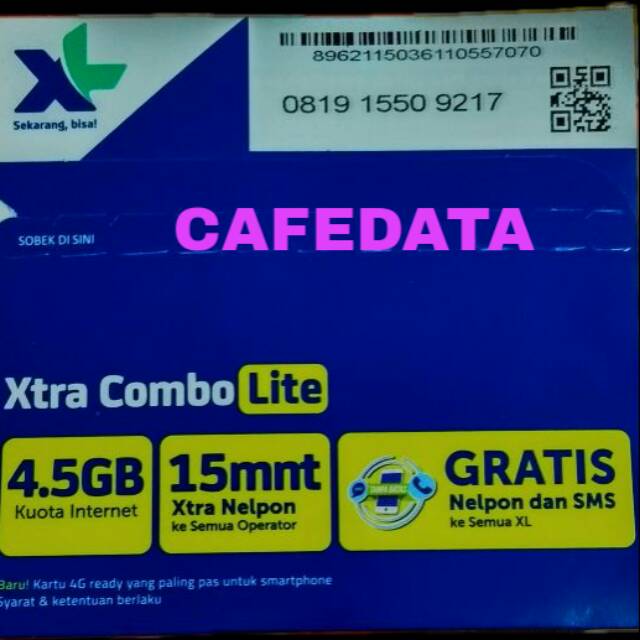 XL
Sekarang, bisa!
8962115036110557070
0819 1550 9217
SOBEK DI SINI
CAFEDATA
Xtra Combo Lite
4.5GB
Kuota Internet
15mnt
Xtra Nelpon
ke Semua Operator
GRATIS
Nelpon dan SMS
ke Semua XL
Baru! Kartu 4G ready yang paling pas untuk smartphone
Syarat & ketentuan berlaku